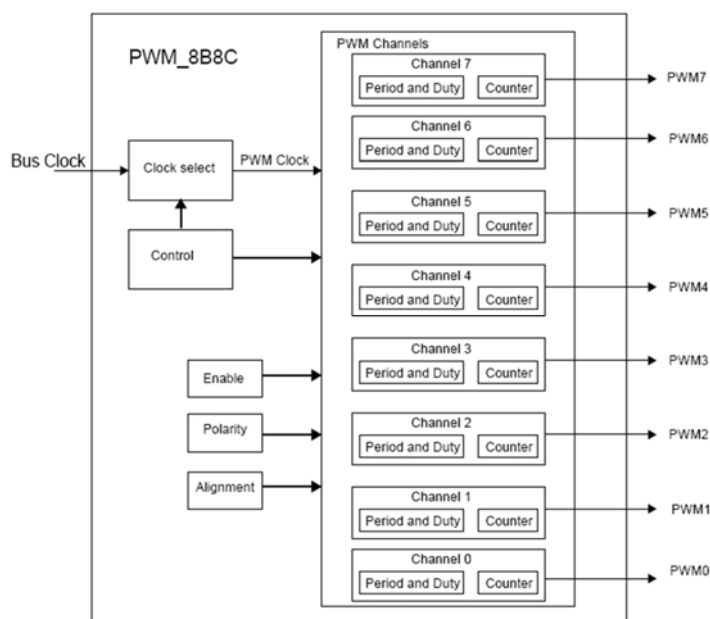 PWM_8B8C
Bus Clock
Clock select
PWM Clock
Control
Enable
Polarity
Alignment
PWM Channels
Channel 7
Period and Duty
Counter
PWM7
Channel 6
Period and Duty
Counter
PWM6
Channel 5
Period and Duty
Counter
PWM5
Channel 4
Period and Duty
Counter
PWM4
Channel 3
Period and Duty
Counter
PWM3
Channel 2
Period and Duty
Counter
PWM2
Channel 1
Period and Duty
Counter
PWM1
Channel 0
Period and Duty
Counter
PWM0